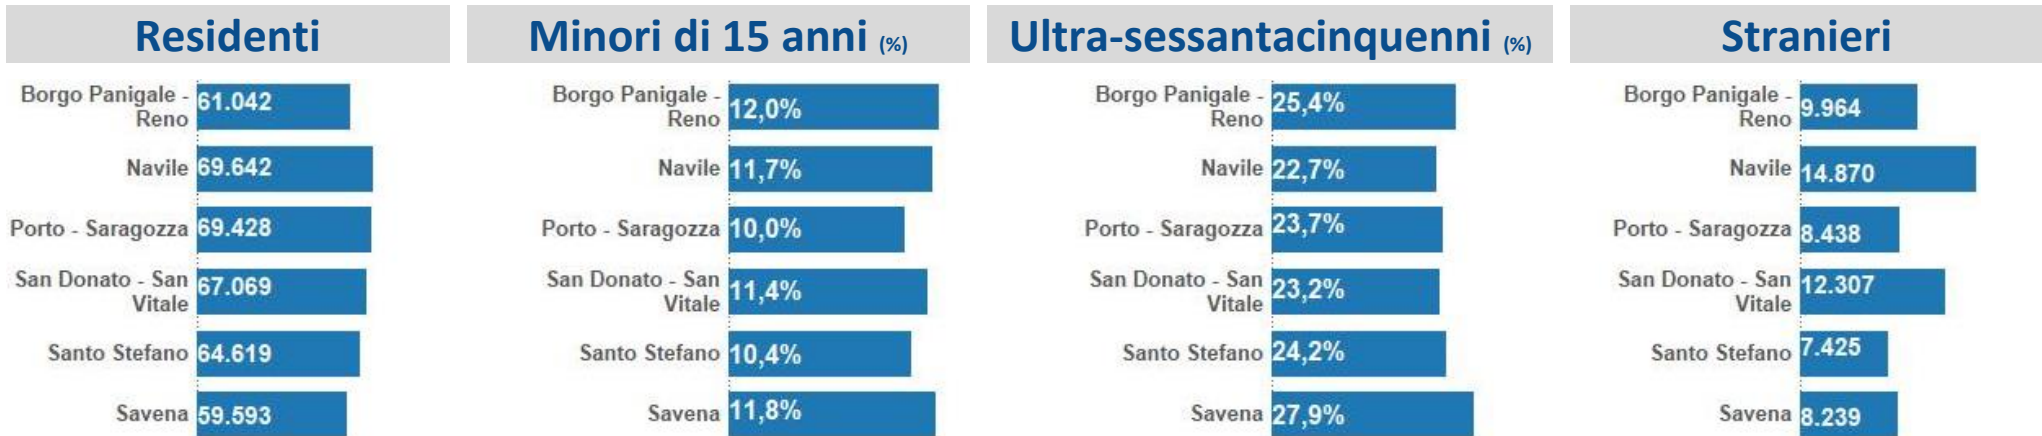 Residenti
Borgo Panigale -
Reno
61.042
Navile 69.642
Porto - Saragozza 69.428
San Donato - San
Vitale
67.069
Santo Stefano 64.619
Savena 59.593
Minori di 15 anni (%)
Borgo Panigale -
Reno
12,0%
Navile 11,7%
Porto - Saragozza 10,0%
San Donato - San
Vitale
11,4%
Santo Stefano 10,4%
Savena 11,8%
Ultra-sessantacinquenni (%)
Borgo Panigale -
Reno
25,4%
Navile 22,7%
Porto - Saragozza 23,7%
San Donato - San
Vitale
23,2%
Santo Stefano 24,2%
Savena 27,9%
Stranieri
Borgo Panigale -
Reno
9.964
Navile 14.870
Porto - Saragozza 8.438
San Donato - San
Vitale
12.307
Santo Stefano 7.425
Savena 8.239